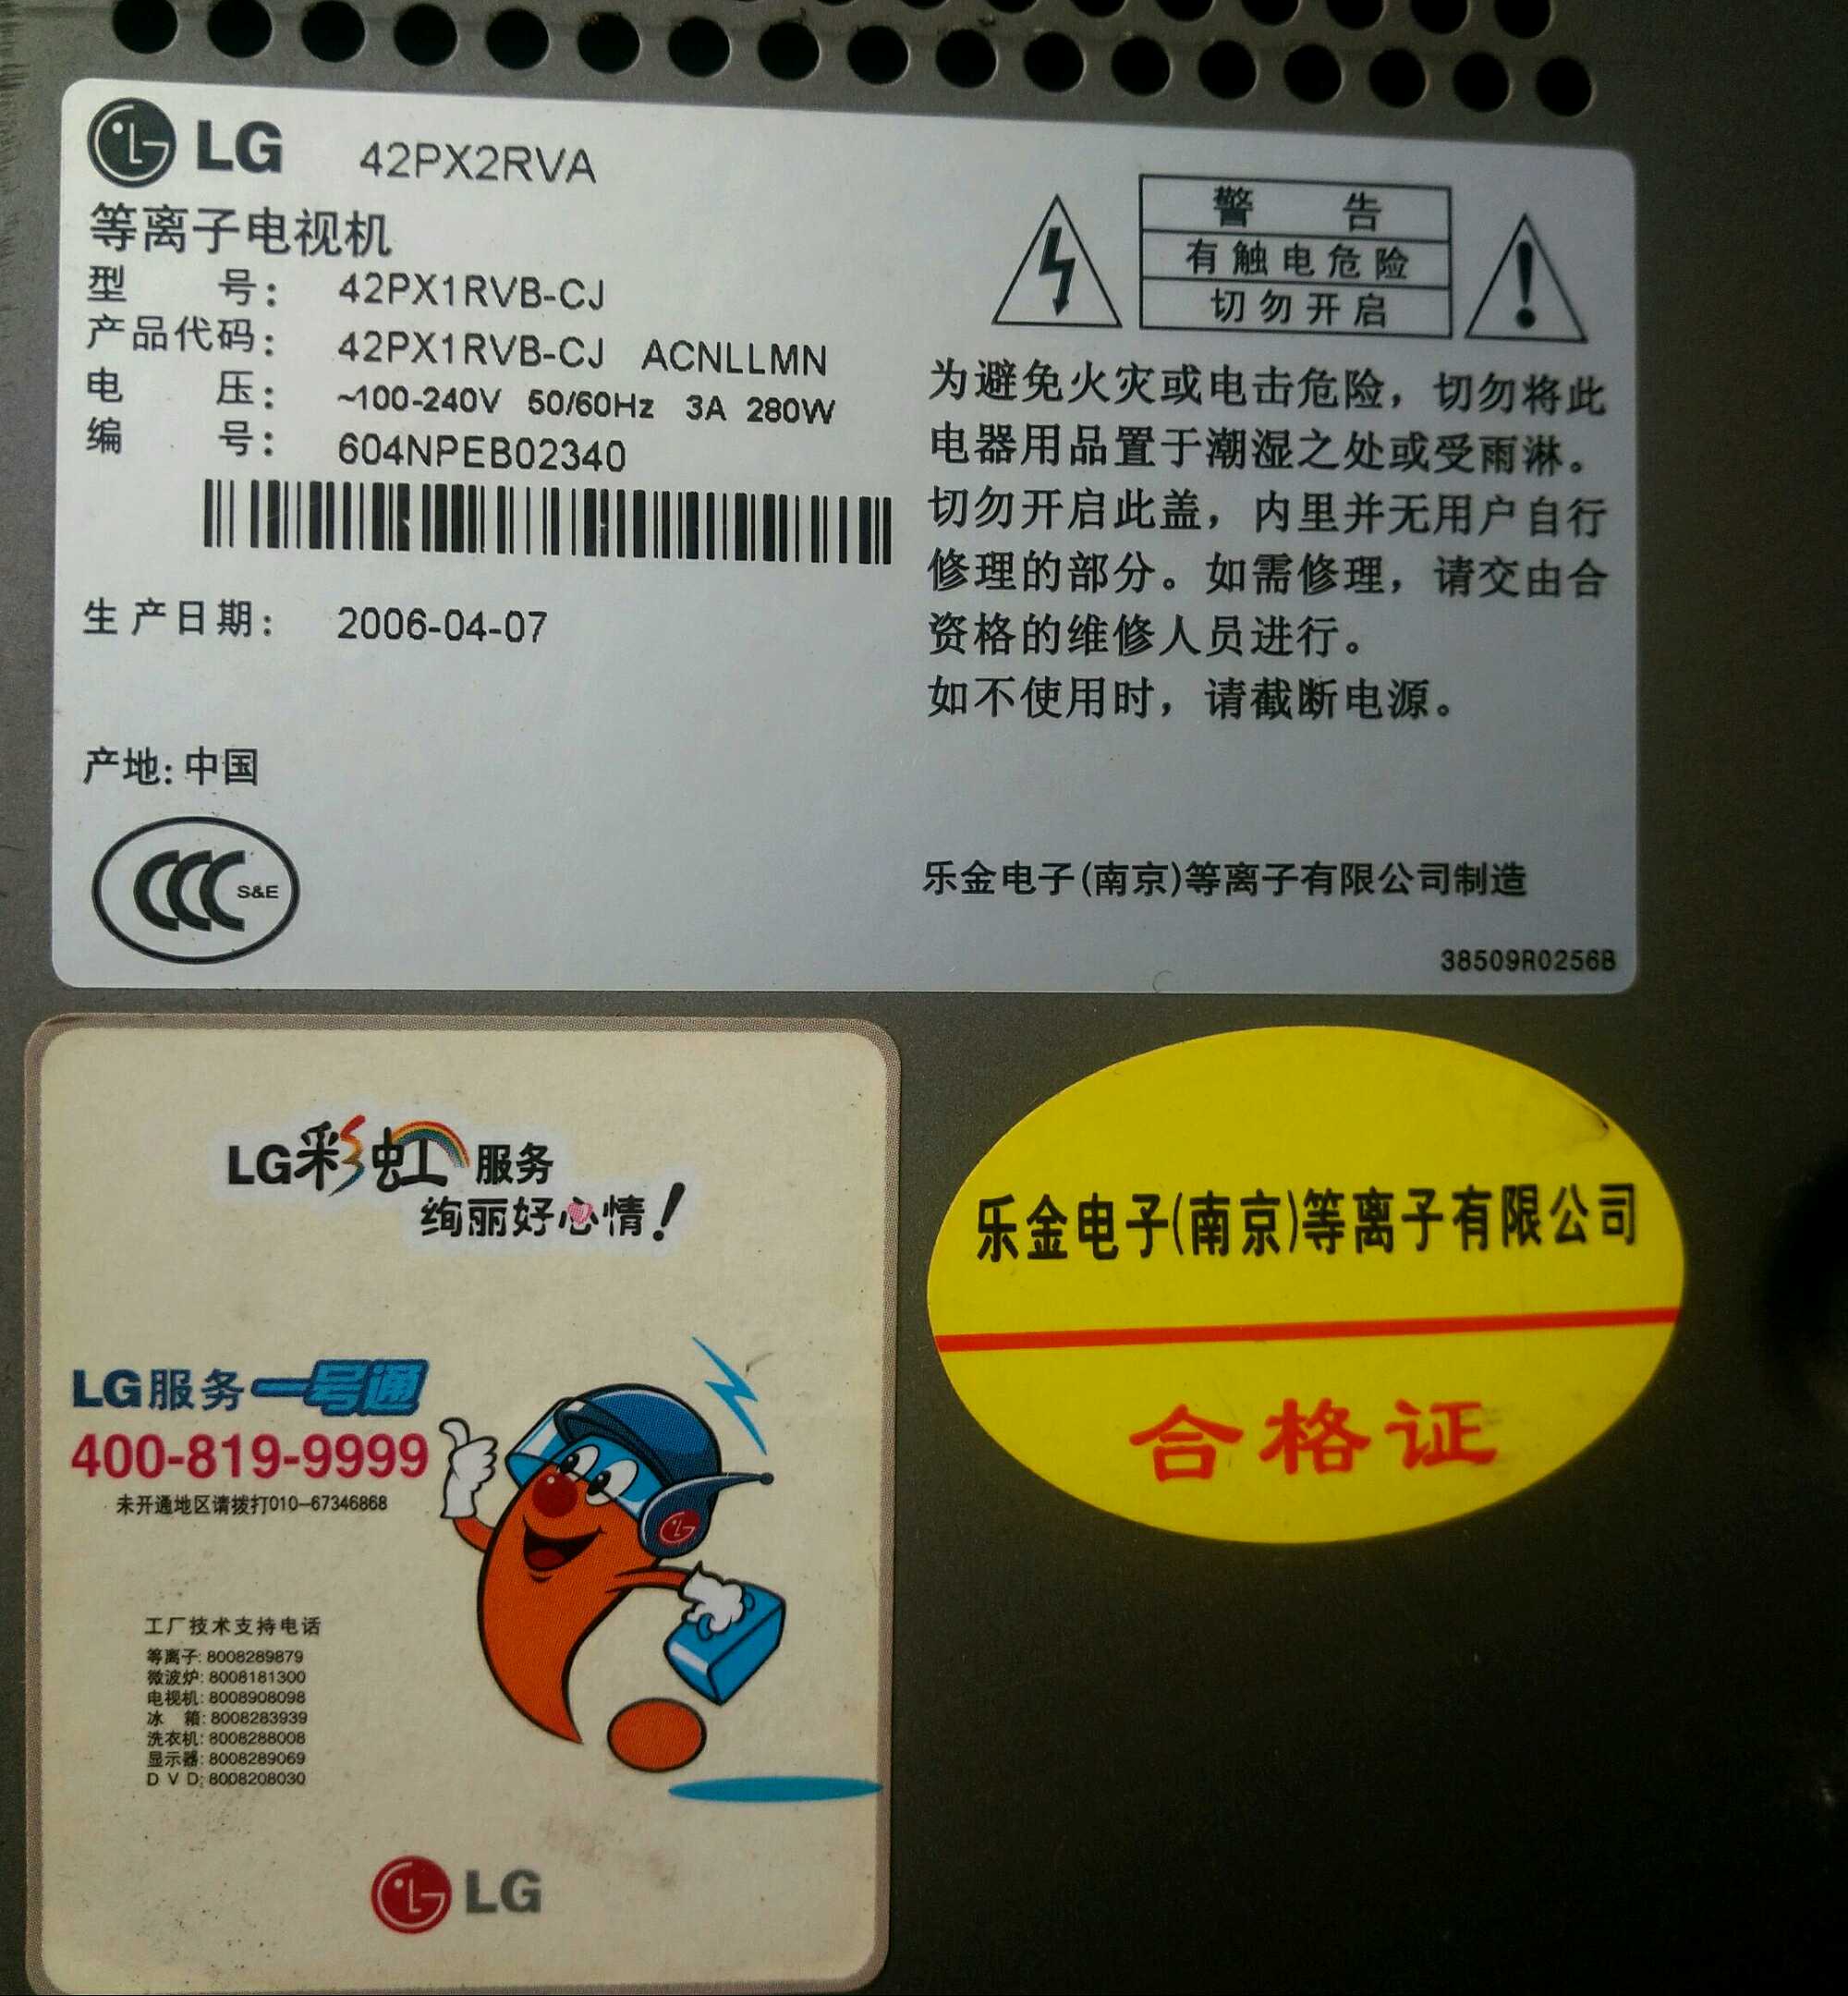 LG 42PX2RVA
等离子电视机
型 号: 42PX1RVB-CJ
产品代码: 42PX1RVB-CJ ACNLLMN
电 压: ~100-240V 50/60Hz 3A 280W
编 号: 604NPEB02340
生产日期: 2006-04-07
产地: 中国
CCC S&E
警 告
有触电危险
切勿开启
为避免火灾或电击危险，切勿将此
电器用品置于潮湿之处或受雨淋。
切勿开启此盖，内里并无用户自行
修理的部分。如需修理，请交由合
资格的维修人员进行。
如不使用时，请截断电源。
乐金电子(南京)等离子有限公司制造
38509R0256B
LG彩虹服务
绚丽好心情！
LG服务一号通
400-819-9999
未开通地区请拨打010-67346868
工厂技术支持电话
等离子: 8008289879
微波炉: 8008181300
电视机: 8008908098
冰 箱: 8008283939
洗衣机: 8008288008
显示器: 8008289069
D V D: 8008208030
LG
乐金电子(南京)等离子有限公司
合格证